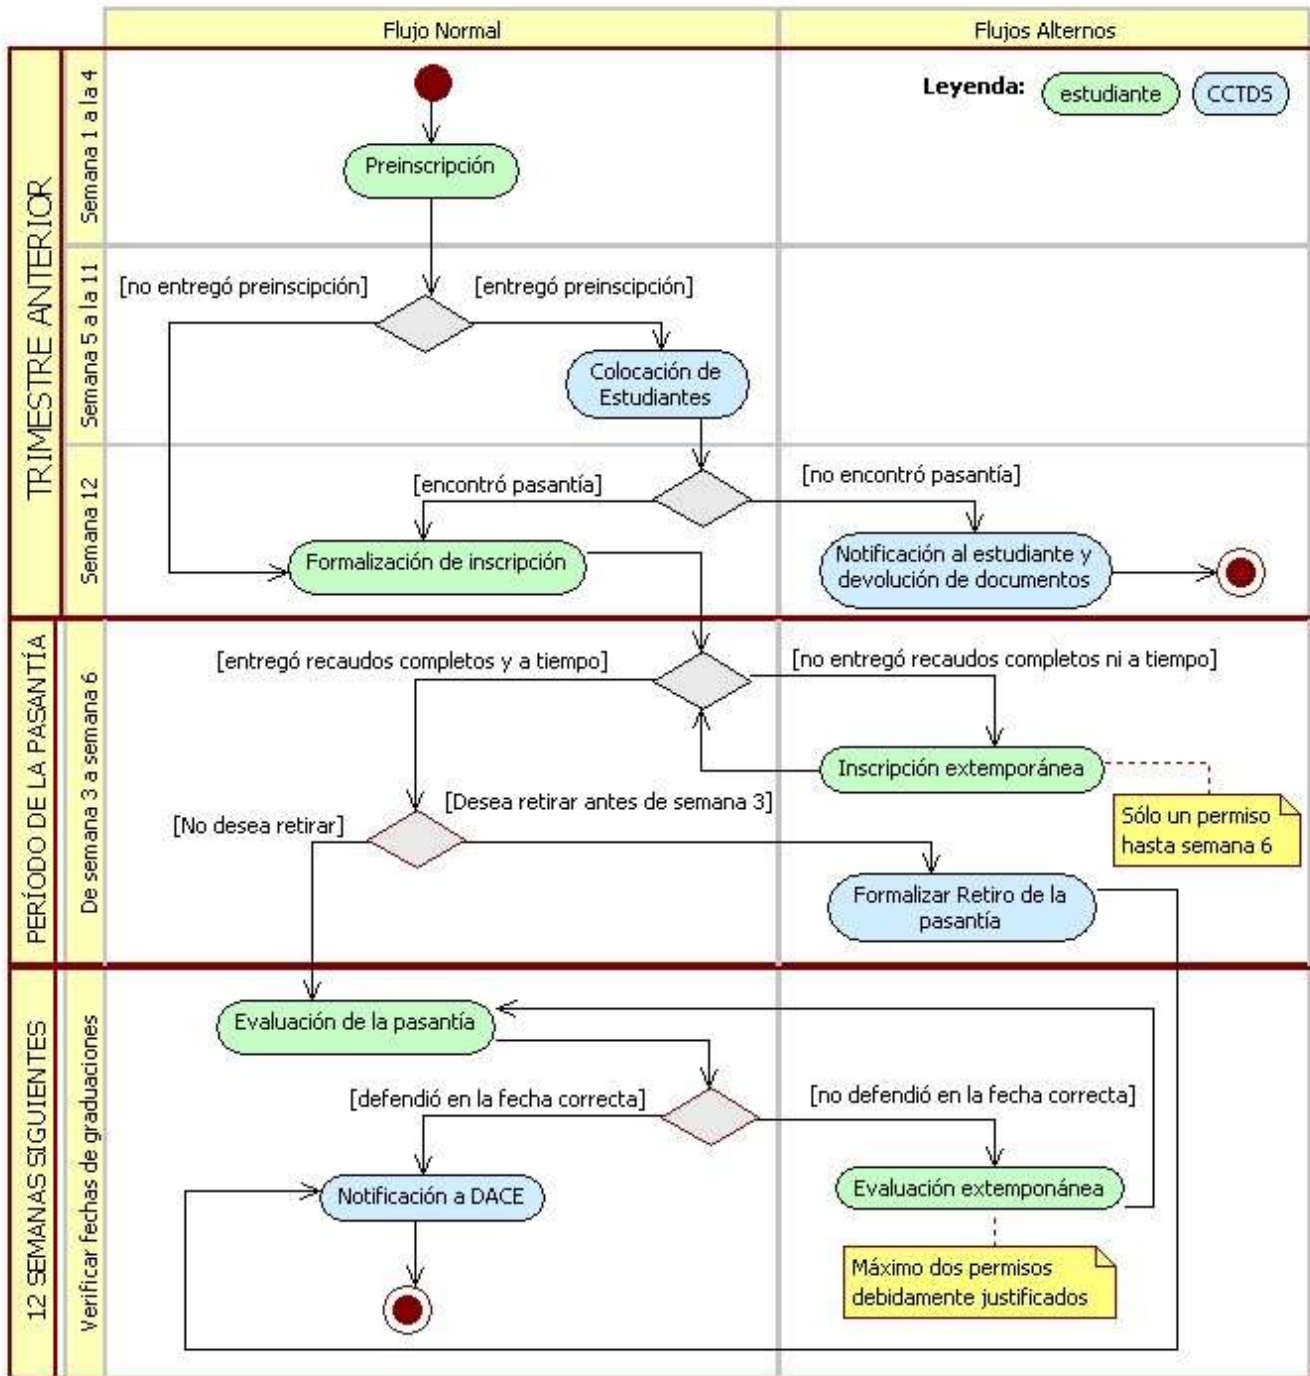 Flujo Normal
Flujos Alternos
TRIMESTRE ANTERIOR
Semana 1 a la 4
Leyenda:
estudiante
CCTDS
Preinscripción
Semana 5 a la 11
[no entregó preinscipción]
[entregó preinscipción]
Colocación de
Estudiantes
Semana 12
[encontró pasantía]
[no encontró pasantía]
Formalización de inscripción
Notificación al estudiante y
devolución de documentos
PERÍODO DE LA PASANTÍA
De semana 3 a semana 6
[entregó recaudos completos y a tiempo]
[no entregó recaudos completos ni a tiempo]
Inscripción extemporánea
Sólo un permiso
hasta semana 6
[No desea retirar]
[Desea retirar antes de semana 3]
Formalizar Retiro de la
pasantía
12 SEMANAS SIGUIENTES
Verificar fechas de graduaciones
Evaluación de la pasantía
[defendió en la fecha correcta]
[no defendió en la fecha correcta]
Notificación a DACE
Evaluación extemponánea
Máximo dos permisos
debidamente justificados